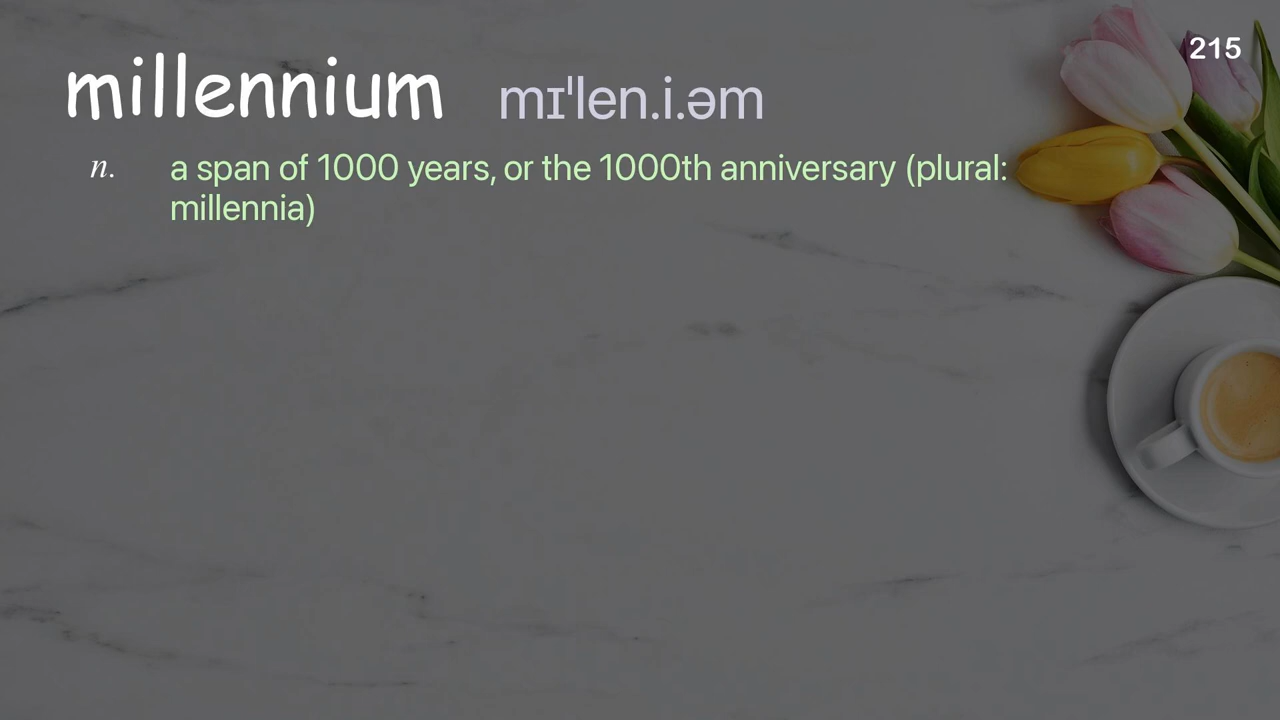 215
millennium mɪˈlen.i.əm
n. a span of 1000 years, or the 1000th anniversary (plural:
millennia)